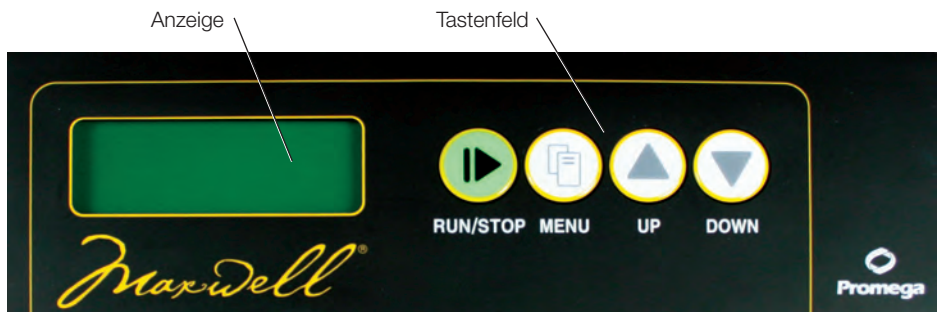 Anzeige
Tastenfeld
RUN/STOP MENU UP DOWN
Maxwell®
Promega